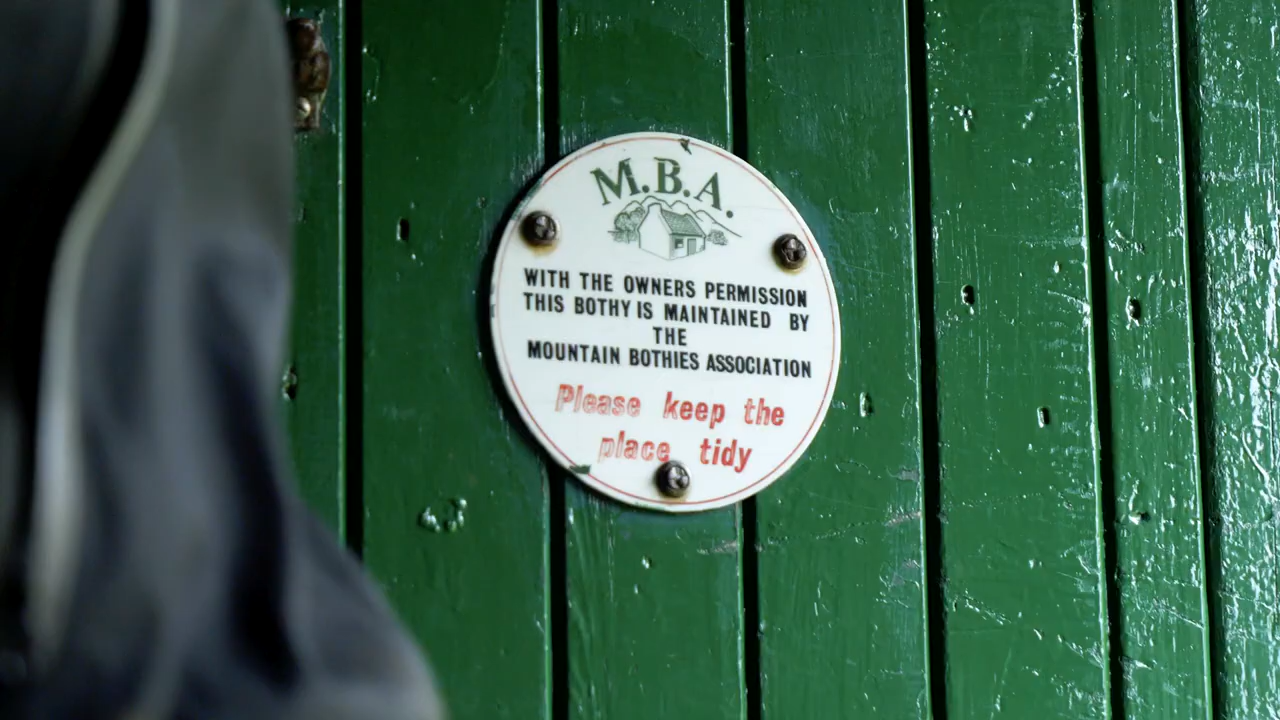 M.B.A.
WITH THE OWNERS PERMISSION
THIS BOTHY IS MAINTAINED BY
THE
MOUNTAIN BOTHIES ASSOCIATION
Please keep the
place tidy